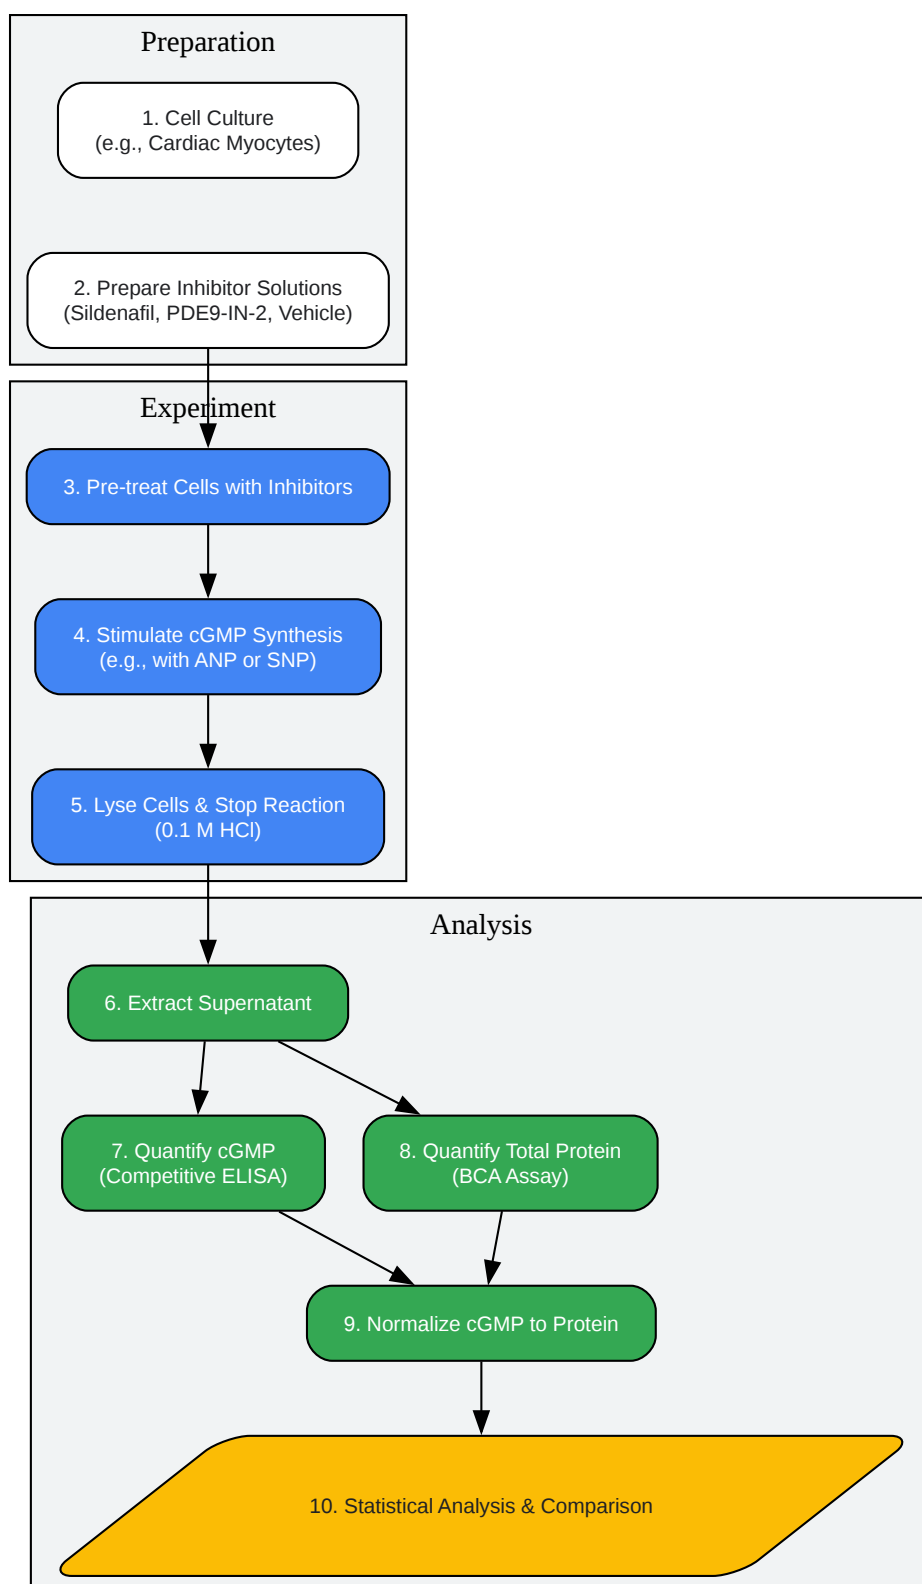 Preparation
1. Cell Culture
(e.g., Cardiac Myocytes)
2. Prepare Inhibitor Solutions
(Sildenafil, PDE9-IN-2, Vehicle)
Experiment
3. Pre-treat Cells with Inhibitors
4. Stimulate cGMP Synthesis
(e.g., with ANP or SNP)
5. Lyse Cells & Stop Reaction
(0.1 M HCl)
Analysis
6. Extract Supernatant
7. Quantify cGMP
(Competitive ELISA)
8. Quantify Total Protein
(BCA Assay)
9. Normalize cGMP to Protein
10. Statistical Analysis & Comparison